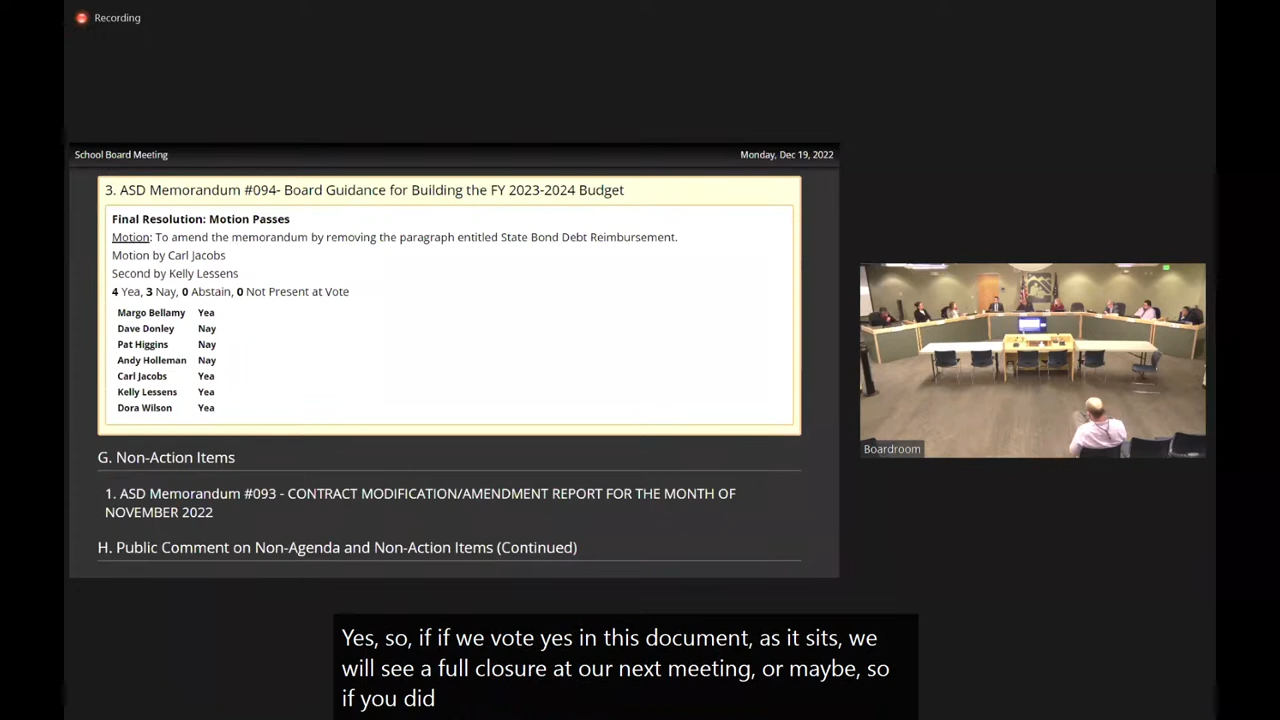 Recording
School Board Meeting
Monday, Dec 19, 2022
3. ASD Memorandum #094- Board Guidance for Building the FY 2023-2024 Budget
Final Resolution: Motion Passes
Motion: To amend the memorandum by removing the paragraph entitled State Bond Debt Reimbursement.
Motion by Carl Jacobs
Second by Kelly Lessens
4 Yea, 3 Nay, 0 Abstain, 0 Not Present at Vote
Margo Bellamy Yea
Dave Donley Nay
Pat Higgins Nay
Andy Holleman Nay
Carl Jacobs Yea
Kelly Lessens Yea
Dora Wilson Yea
G. Non-Action Items
1. ASD Memorandum #093 - CONTRACT MODIFICATION/AMENDMENT REPORT FOR THE MONTH OF
NOVEMBER 2022
H. Public Comment on Non-Agenda and Non-Action Items (Continued)
Boardroom
Yes, so, if if we vote yes in this document, as it sits, we
will see a full closure at our next meeting, or maybe, so
if you did